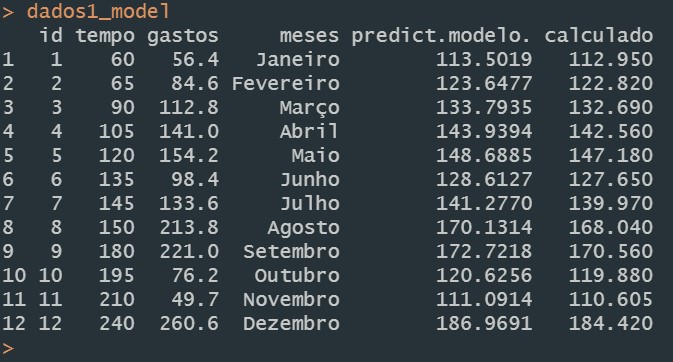 > dados1_model
id tempo gastos meses predict.modelo. calculado
1 1 60 56.4 Janeiro 113.5019 112.950
2 2 65 84.6 Fevereiro 123.6477 122.820
3 3 90 112.8 Março 133.7935 132.690
4 4 105 141.0 Abril 143.9394 142.560
5 5 120 154.2 Maio 148.6885 147.180
6 6 135 98.4 Junho 128.6127 127.650
7 7 145 133.6 Julho 141.2770 139.970
8 8 150 213.8 Agosto 170.1314 168.040
9 9 180 221.0 Setembro 172.7218 170.560
10 10 195 76.2 Outubro 120.6256 119.880
11 11 210 49.7 Novembro 111.0914 110.605
12 12 240 260.6 Dezembro 186.9691 184.420
>